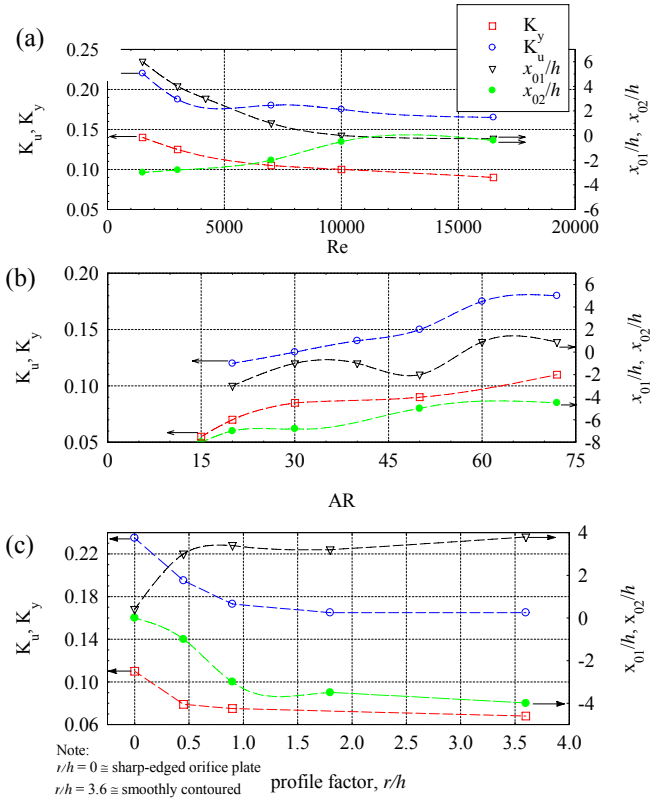 (a)
K_y
K_u
x_01/h
x_02/h
0.25
0.20
0.15
0.10
0.05
K_u, K_y
6
4
2
0
-2
-4
-6
x_01/h, x_02/h
0
5000
10000
15000
20000
Re
(b)
0.20
0.15
0.10
0.05
K_u, K_y
6
4
2
0
-2
-4
-6
-8
x_01/h, x_02/h
0
15
30
45
60
75
AR
(c)
0.22
0.18
0.14
0.10
0.06
K_u, K_y
4
2
0
-2
-4
x_01/h, x_02/h
0
0.5
1.0
1.5
2.0
2.5
3.0
3.5
4.0
Note:
r/h = 0 ≅ sharp-edged orifice plate
profile factor, r/h
r/h = 3.6 ≅ smoothly contoured